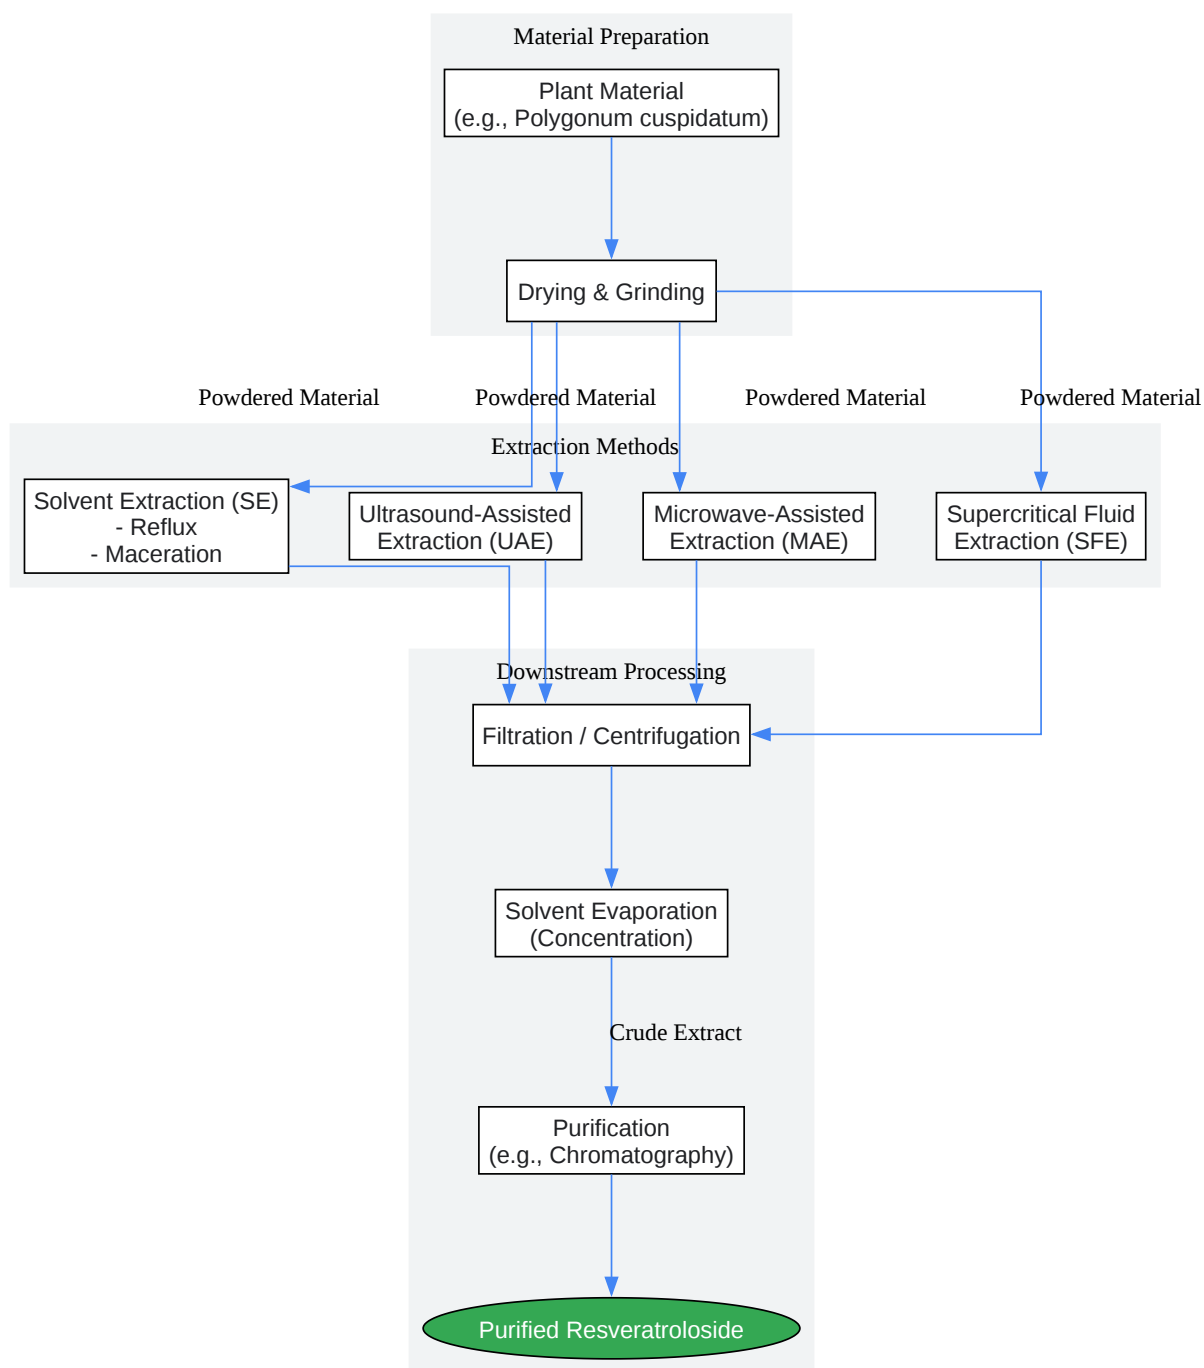 Material Preparation
Plant Material
(e.g., Polygonum cuspidatum)
Drying & Grinding
Powdered Material
Powdered Material
Powdered Material
Powdered Material
Extraction Methods
Solvent Extraction (SE)
- Reflux
- Maceration
Ultrasound-Assisted
Extraction (UAE)
Microwave-Assisted
Extraction (MAE)
Supercritical Fluid
Extraction (SFE)
Downstream Processing
Filtration / Centrifugation
Solvent Evaporation
(Concentration)
Crude Extract
Purification
(e.g., Chromatography)
Purified Resveratroloside